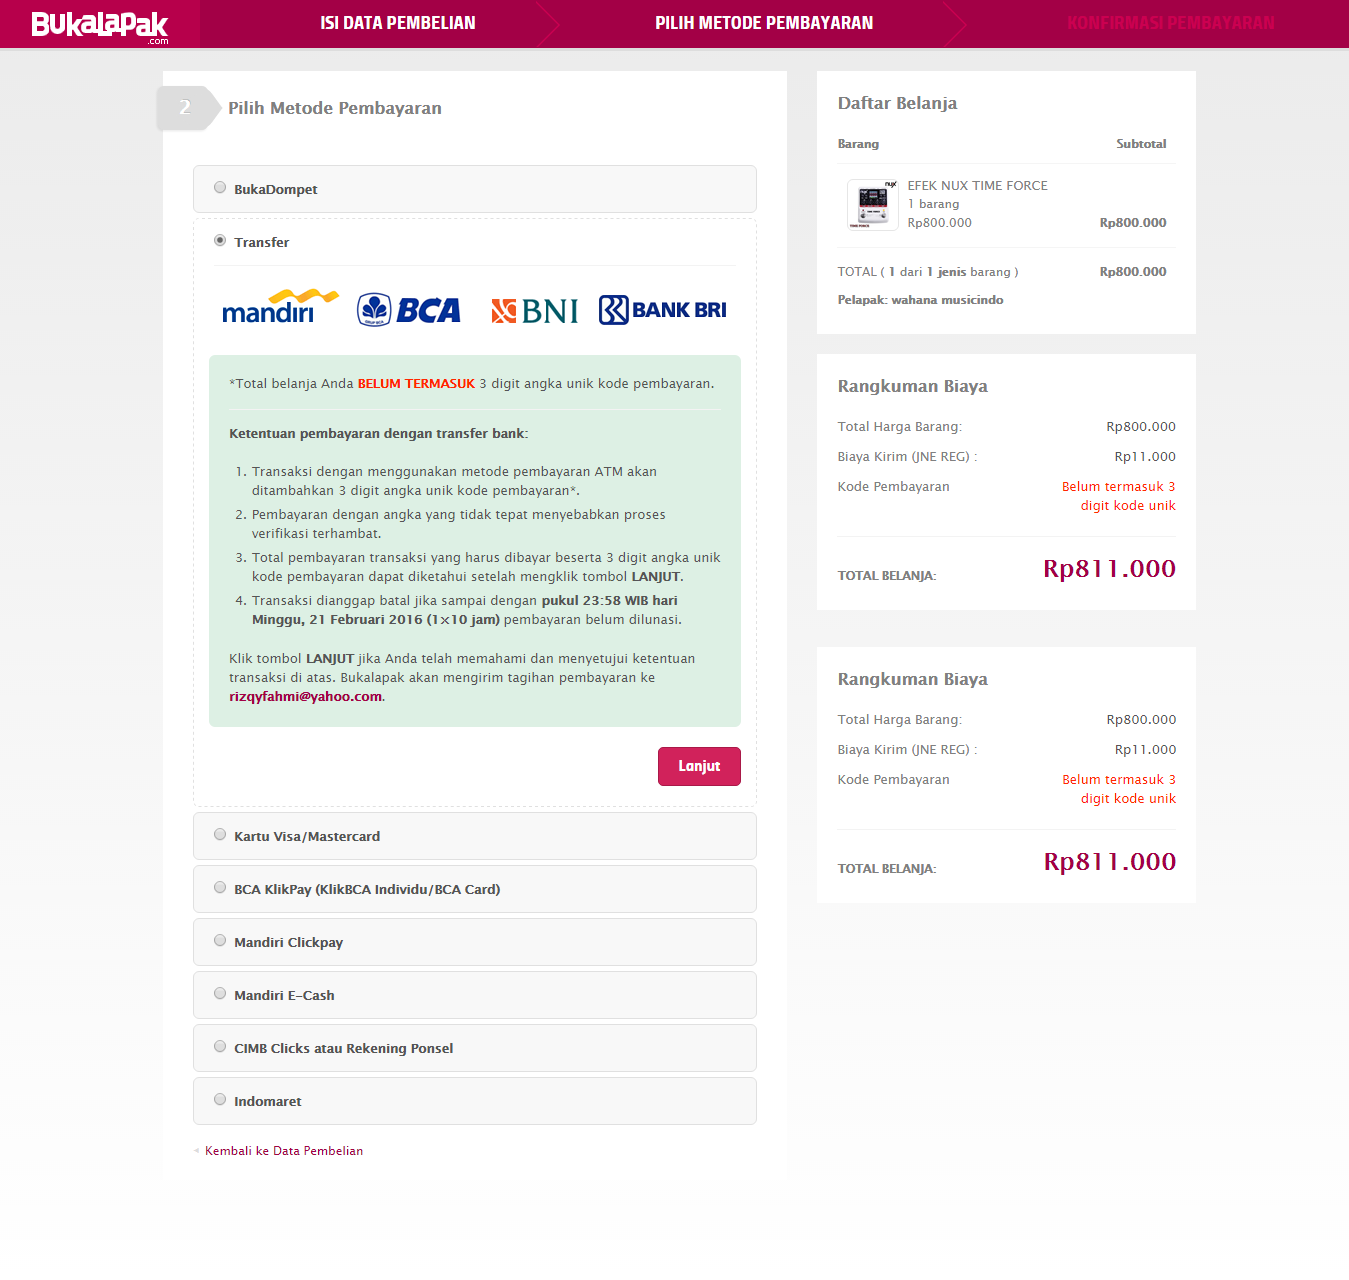 BukalaPak
.com
ISI DATA PEMBELIAN
PILIH METODE PEMBAYARAN
KONFIRMASI PEMBAYARAN
2
Pilih Metode Pembayaran
BukaDompet
Transfer
mandiri
BCA
GRUP BCA
BNI
BANK BRI
*Total belanja Anda BELUM TERMASUK 3 digit angka unik kode pembayaran.
Ketentuan pembayaran dengan transfer bank:
1. Transaksi dengan menggunakan metode pembayaran ATM akan
ditambahkan 3 digit angka unik kode pembayaran*.
2. Pembayaran dengan angka yang tidak tepat menyebabkan proses
verifikasi terhambat.
3. Total pembayaran transaksi yang harus dibayar beserta 3 digit angka unik
kode pembayaran dapat diketahui setelah mengklik tombol LANJUT.
4. Transaksi dianggap batal jika sampai dengan pukul 23:58 WIB hari
Minggu, 21 Februari 2016 (1×10 jam) pembayaran belum dilunasi.
Klik tombol LANJUT jika Anda telah memahami dan menyetujui ketentuan
transaksi di atas. Bukalapak akan mengirim tagihan pembayaran ke
rizqyfahmi@yahoo.com.
Lanjut
Kartu Visa/Mastercard
BCA KlikPay (KlikBCA Individu/BCA Card)
Mandiri Clickpay
Mandiri E-Cash
CIMB Clicks atau Rekening Ponsel
Indomaret
Kembali ke Data Pembelian
Daftar Belanja
Barang Subtotal
nux
TIME FORCE
EFEK NUX TIME FORCE
1 barang
Rp800.000 Rp800.000
TOTAL ( 1 dari 1 jenis barang ) Rp800.000
Pelapak: wahana musicindo
Rangkuman Biaya
Total Harga Barang: Rp800.000
Biaya Kirim (JNE REG) : Rp11.000
Kode Pembayaran Belum termasuk 3
digit kode unik
TOTAL BELANJA: Rp811.000
Rangkuman Biaya
Total Harga Barang: Rp800.000
Biaya Kirim (JNE REG) : Rp11.000
Kode Pembayaran Belum termasuk 3
digit kode unik
TOTAL BELANJA: Rp811.000